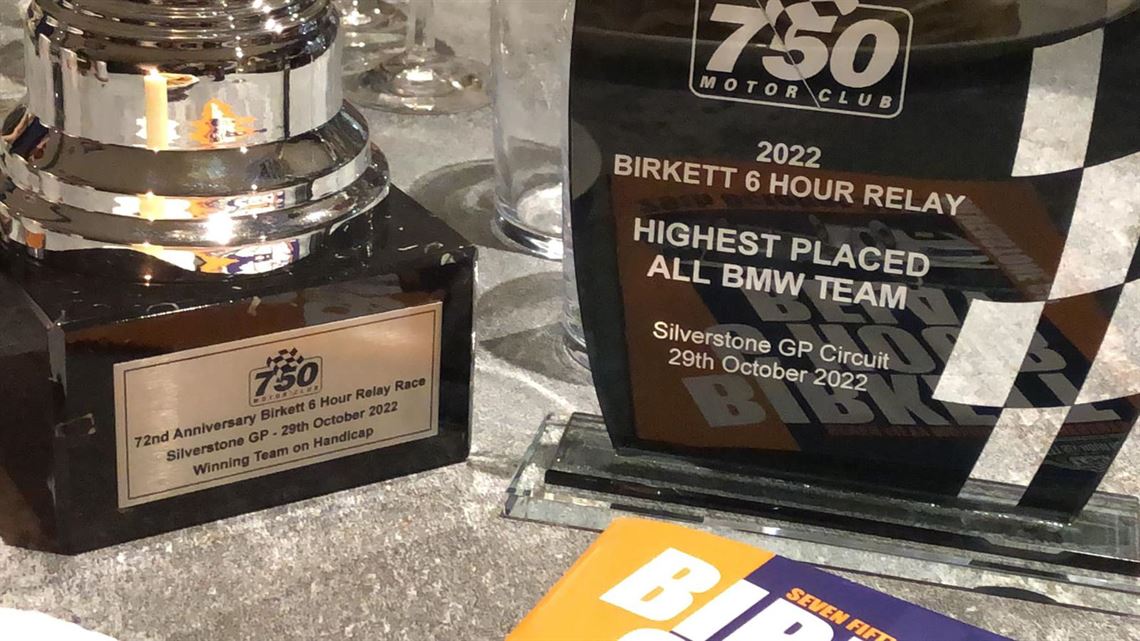 750
MOTOR CLUB
72nd Anniversary Birkett 6 Hour Relay Race
Silverstone GP - 29th October 2022
Winning Team on Handicap
750
MOTOR CLUB
2022
BIRKETT 6 HOUR RELAY
HIGHEST PLACED
ALL BMW TEAM
Silverstone GP Circuit
29th October 2022
SEVEN FIFT
BIR